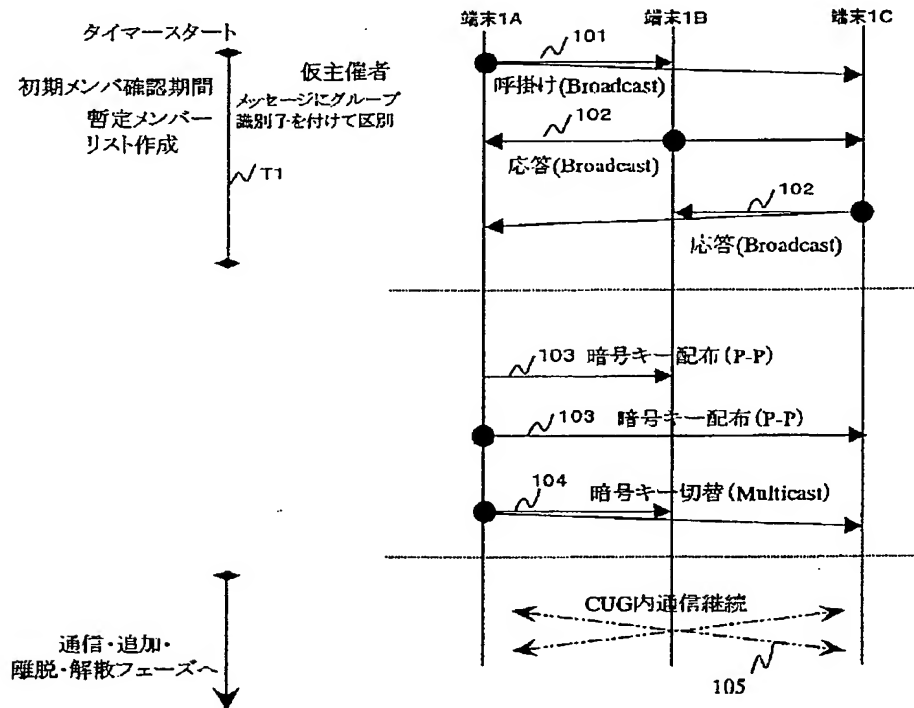 端末1A
端末1B
端末1C
タイマースタート
101
仮主催者
初期メンバ確認期間
呼掛け(Broadcast)
メッセージにグループ
識別子を付けて区別
暫定メンバー
リスト作成
102
応答(Broadcast)
T1
102
応答(Broadcast)
103 暗号キー配布(P-P)
103 暗号キー配布(P-P)
104 暗号キー切替(Multicast)
CUG内通信継続
通信・追加・
離脱・解散フェーズへ
105